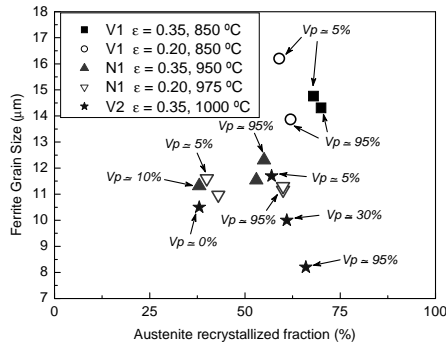 V1 ε = 0.35, 850 ºC
V1 ε = 0.20, 850 ºC
N1 ε = 0.35, 950 ºC
N1 ε = 0.20, 975 ºC
V2 ε = 0.35, 1000 ºC
Vp ≃ 5%
Vp ≃ 95%
Vp ≃ 95%
Vp ≃ 5%
Vp ≃ 10%
Vp ≃ 5%
Vp ≃ 95%
Vp ≃ 30%
Vp ≃ 0%
Vp ≃ 95%
18
17
16
15
14
13
12
11
10
9
8
7
0
25
50
75
100
Ferrite Grain Size (μm)
Austenite recrystallized fraction (%)